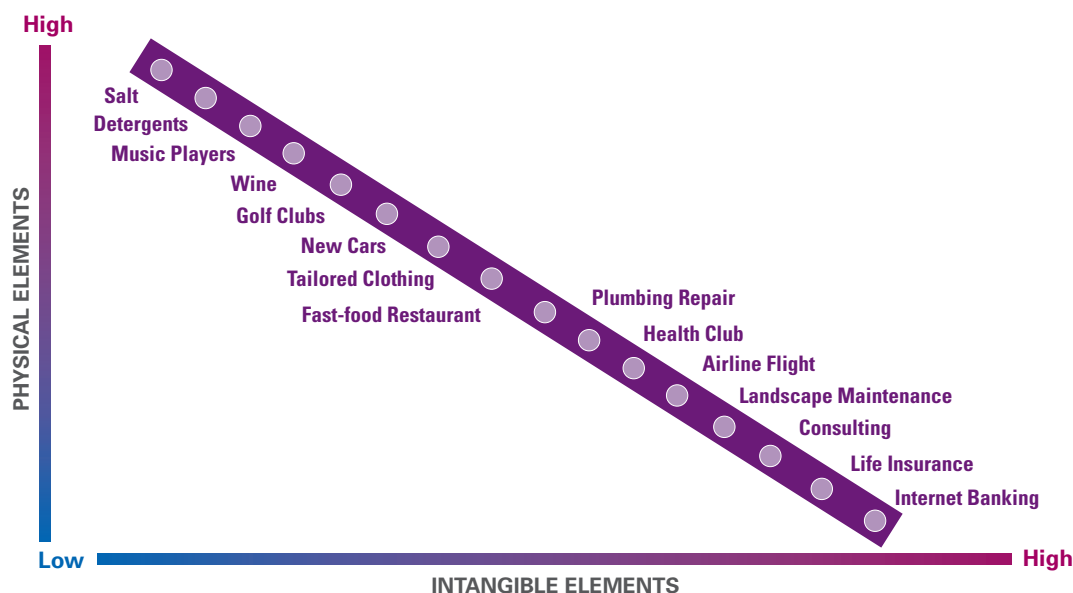 High
Salt
Detergents
Music Players
Wine
Golf Clubs
New Cars
Tailored Clothing
Fast-food Restaurant
Plumbing Repair
Health Club
Airline Flight
Landscape Maintenance
Consulting
Life Insurance
Internet Banking
PHYSICAL ELEMENTS
Low
High
INTANGIBLE ELEMENTS